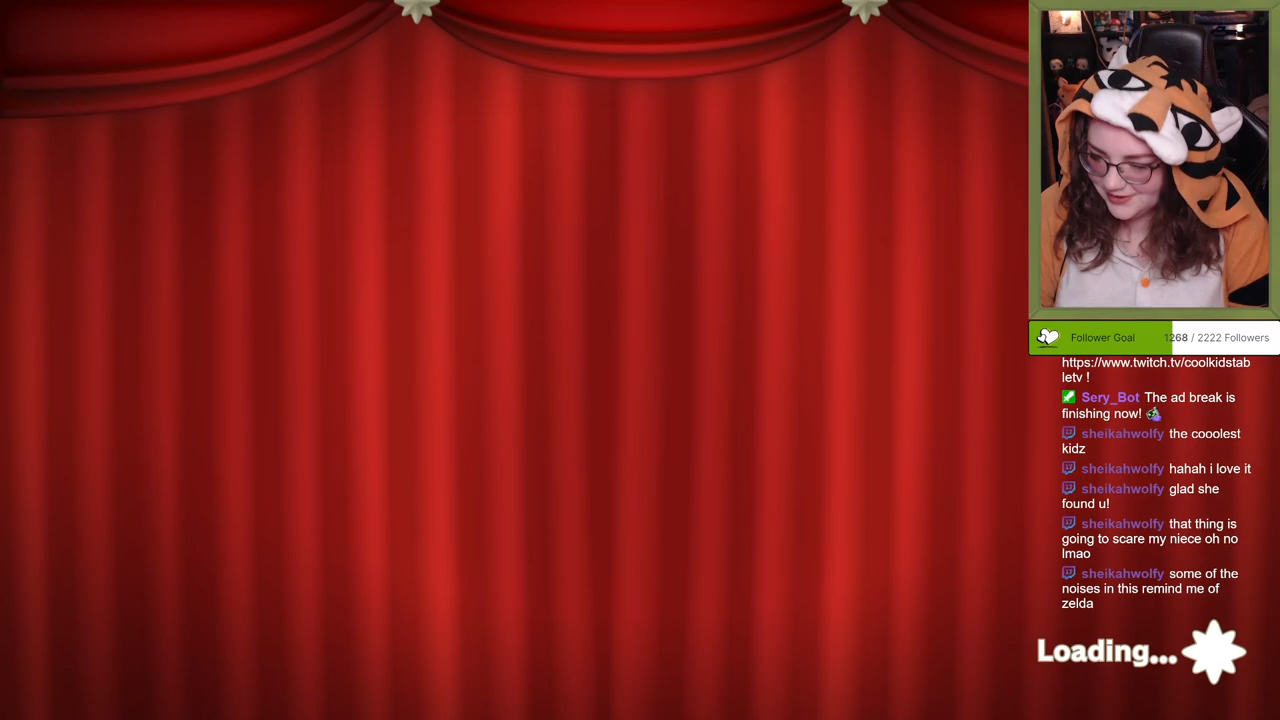 Follower Goal 1268 / 2222 Followers
https://www.twitch.tv/coolkidstab
letv !
Sery_Bot The ad break is
finishing now!
sheikahwolfy the cooolest
kidz
sheikahwolfy hahah i love it
sheikahwolfy glad she
found u!
sheikahwolfy that thing is
going to scare my niece oh no
lmao
sheikahwolfy some of the
noises in this remind me of
zelda
Loading...